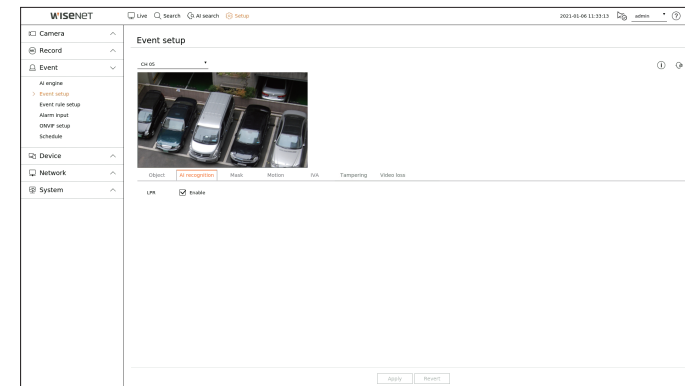 WISENET
Live Search AI search Setup 2021-01-06 11:33:13 admin
Camera
Record
Event
AI engine
Event setup
Event rule setup
Alarm input
ONVIF setup
Schedule
Device
Network
System
Event setup
CH 05
Object AI recognition Mask Motion IVA Tampering Video loss
LPR Enable
Apply Revert